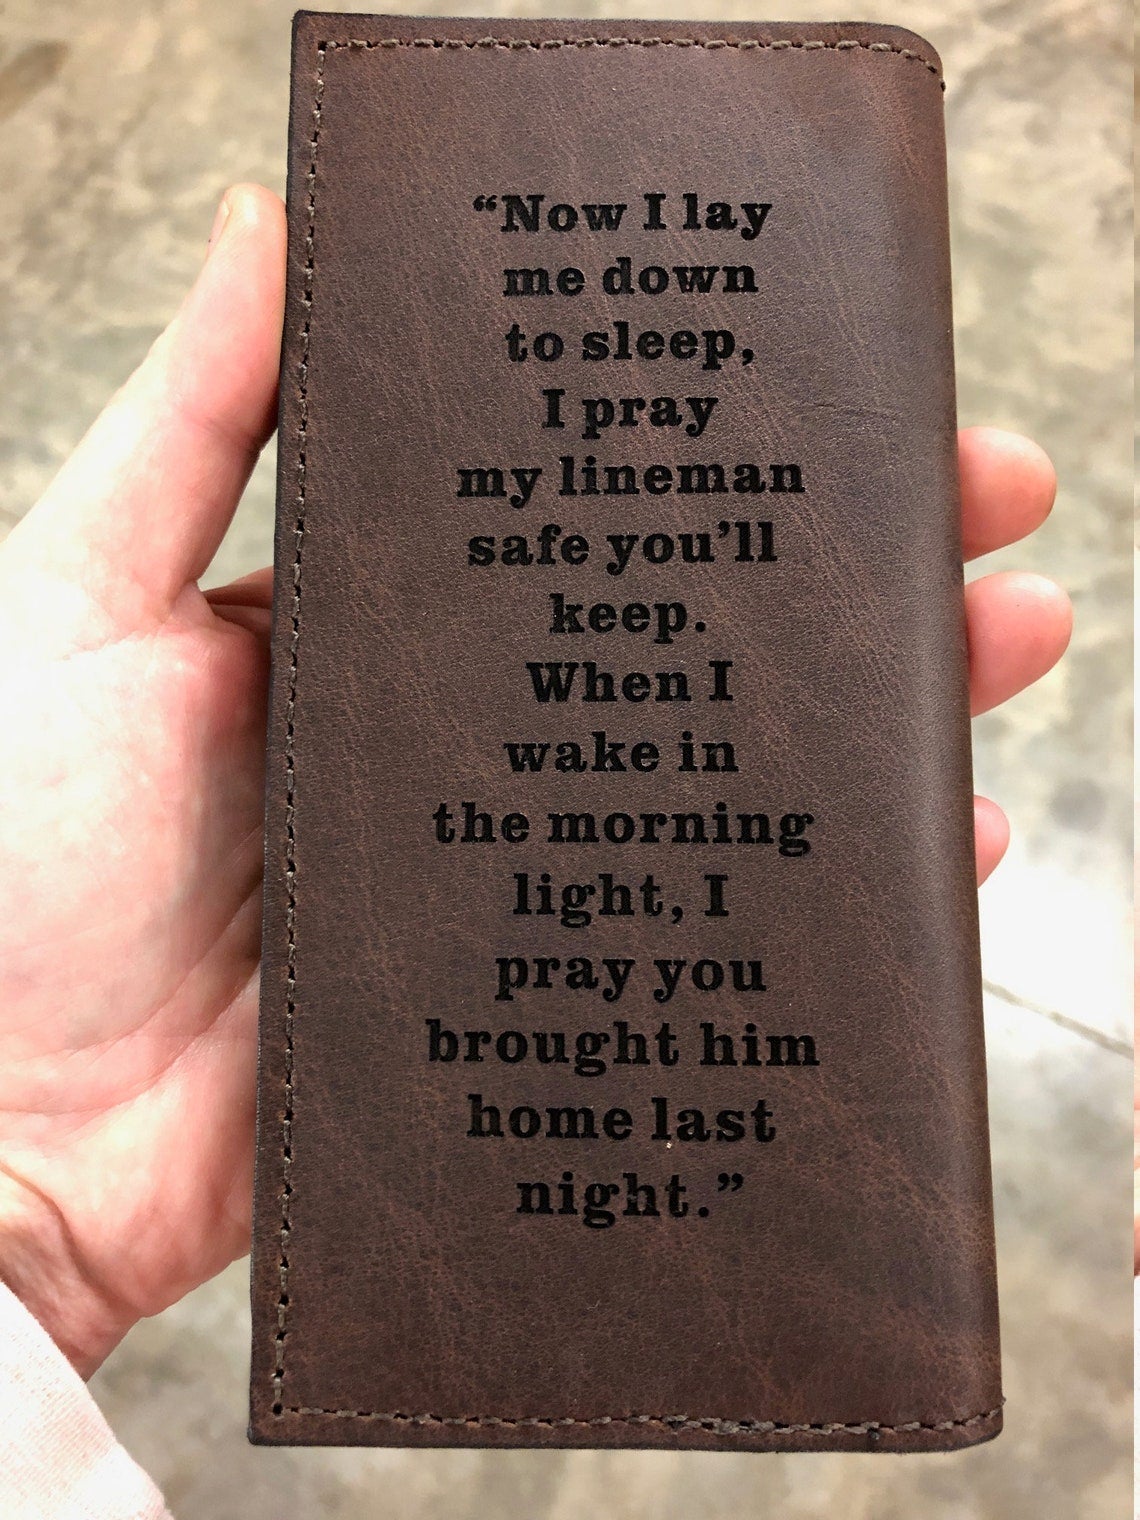 “Now I lay
me down
to sleep,
I pray
my lineman
safe you’ll
keep.
When I
wake in
the morning
light, I
pray you
brought him
home last
night.”